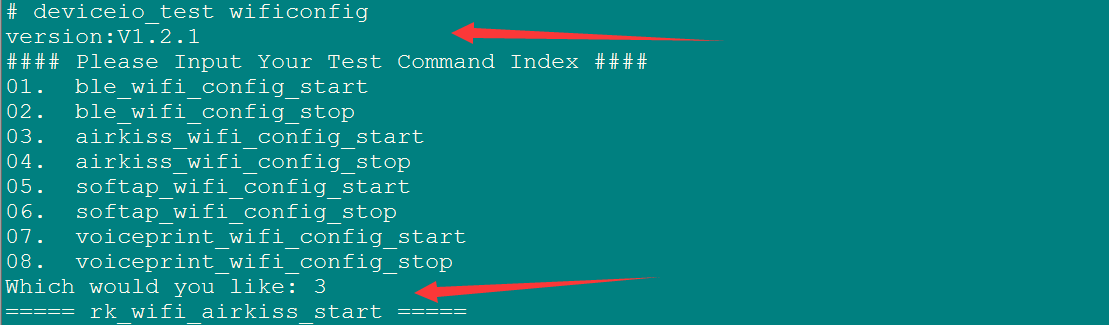 # deviceio_test wificonfig
version:V1.2.1
#### Please Input Your Test Command Index ####
01.  ble_wifi_config_start
02.  ble_wifi_config_stop
03.  airkiss_wifi_config_start
04.  airkiss_wifi_config_stop
05.  softap_wifi_config_start
06.  softap_wifi_config_stop
07.  voiceprint_wifi_config_start
08.  voiceprint_wifi_config_stop
Which would you like: 3
===== rk_wifi_airkiss_start =====